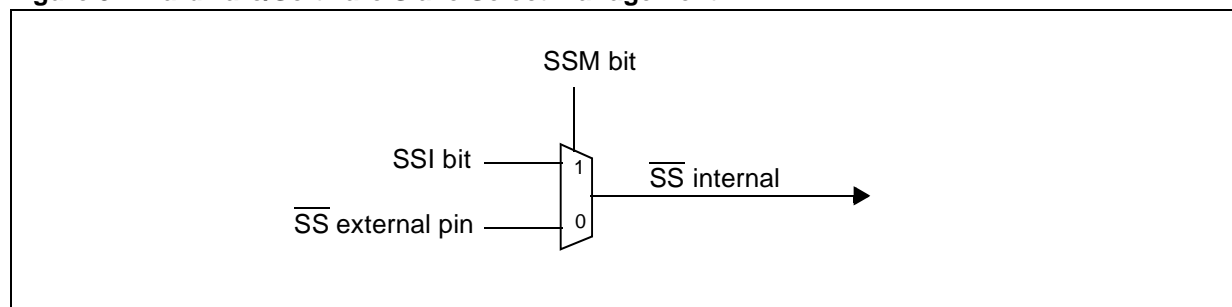 SSM bit
SSI bit
1
SS internal
SS external pin
0